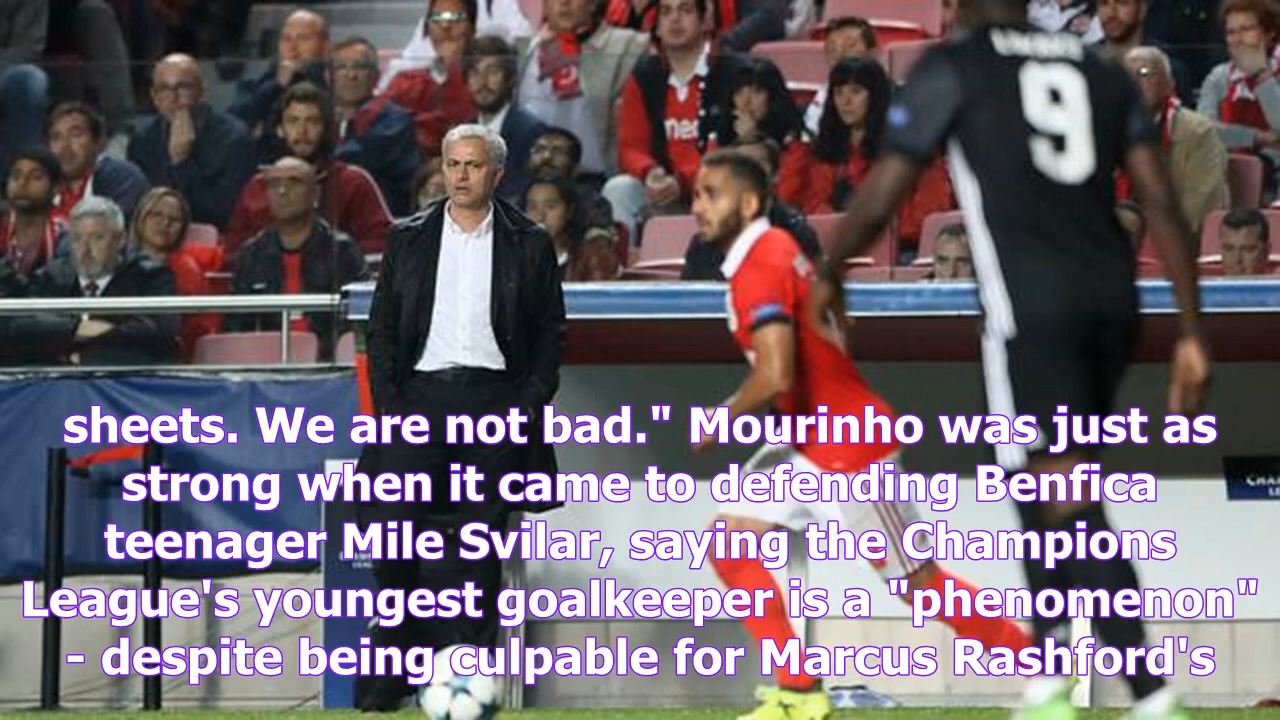 9
sheets. We are not bad." Mourinho was just as
strong when it came to defending Benfica
teenager Mile Svilar, saying the Champions
League's youngest goalkeeper is a "phenomenon"
- despite being culpable for Marcus Rashford's